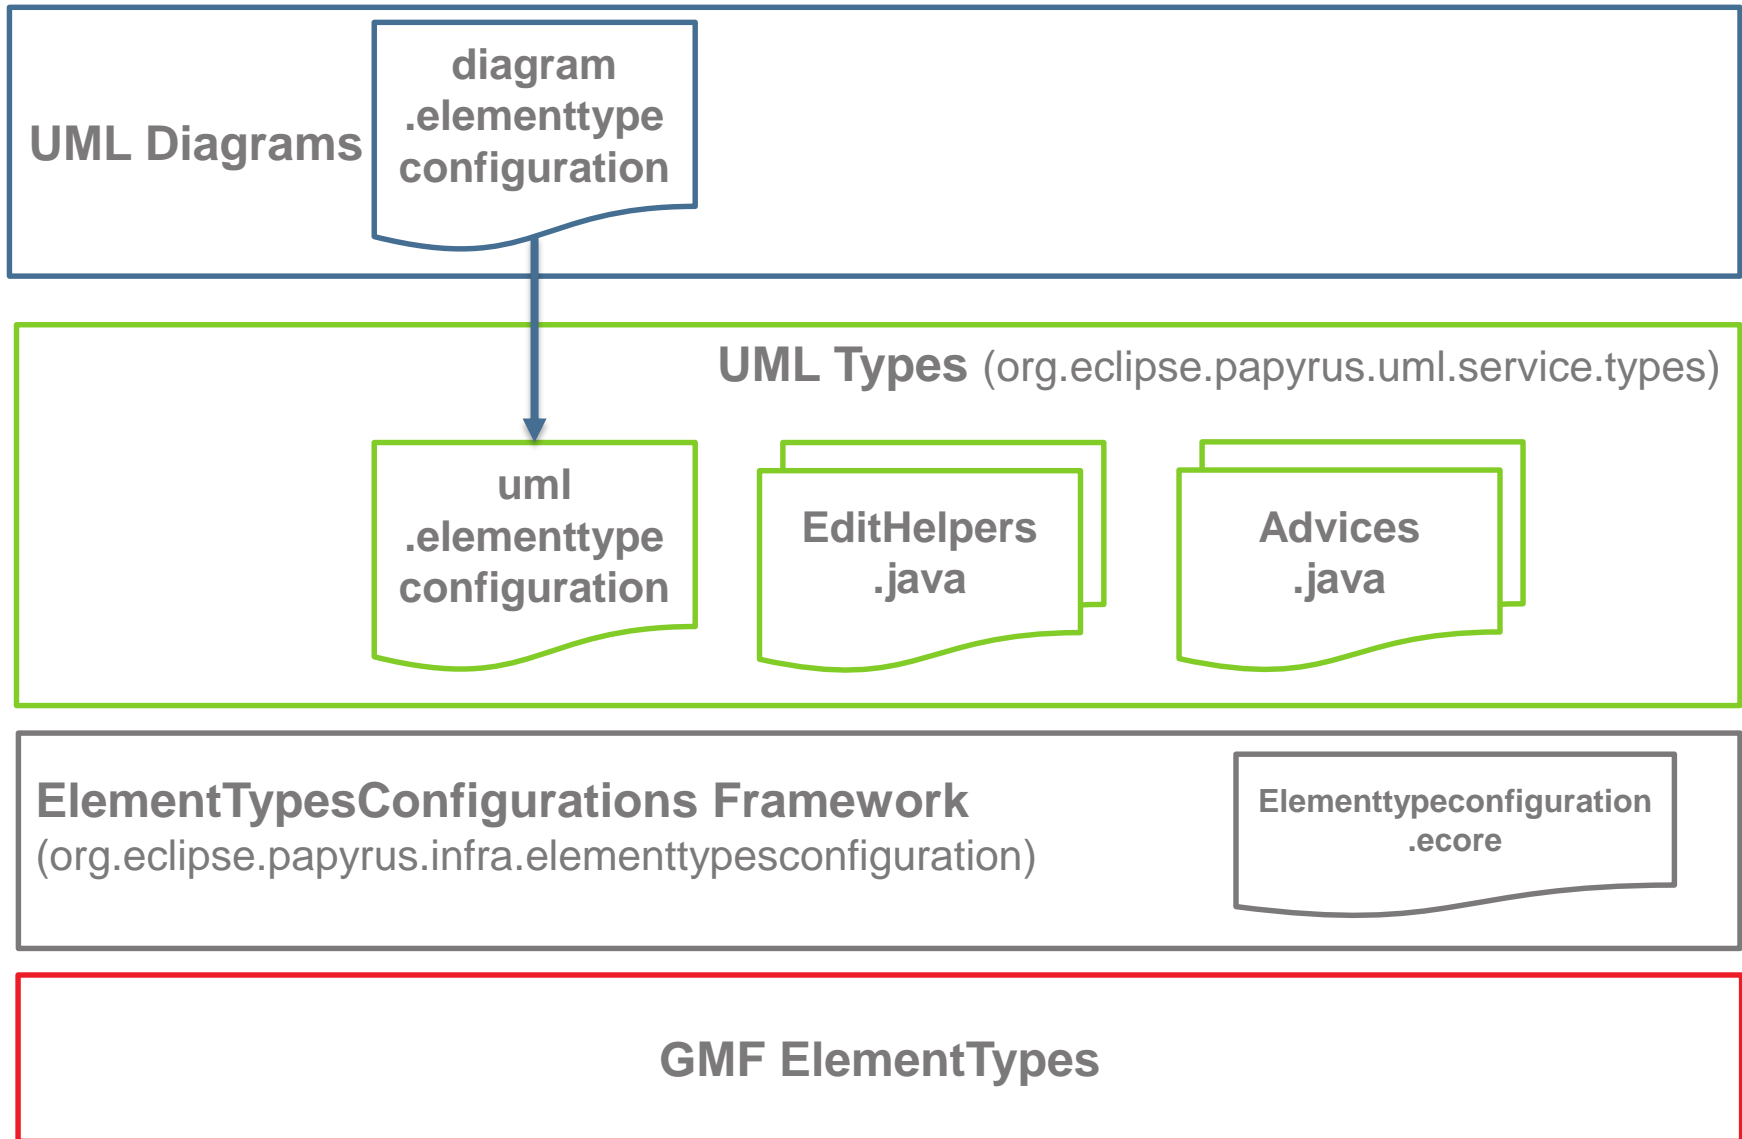 UML Diagrams
diagram
.elementtype
configuration
UML Types (org.eclipse.papyrus.uml.service.types)
uml
.elementtype
configuration
EditHelpers
.java
Advices
.java
ElementTypesConfigurations Framework
(org.eclipse.papyrus.infra.elementtypesconfiguration)
Elementtypeconfiguration
.ecore
GMF ElementTypes